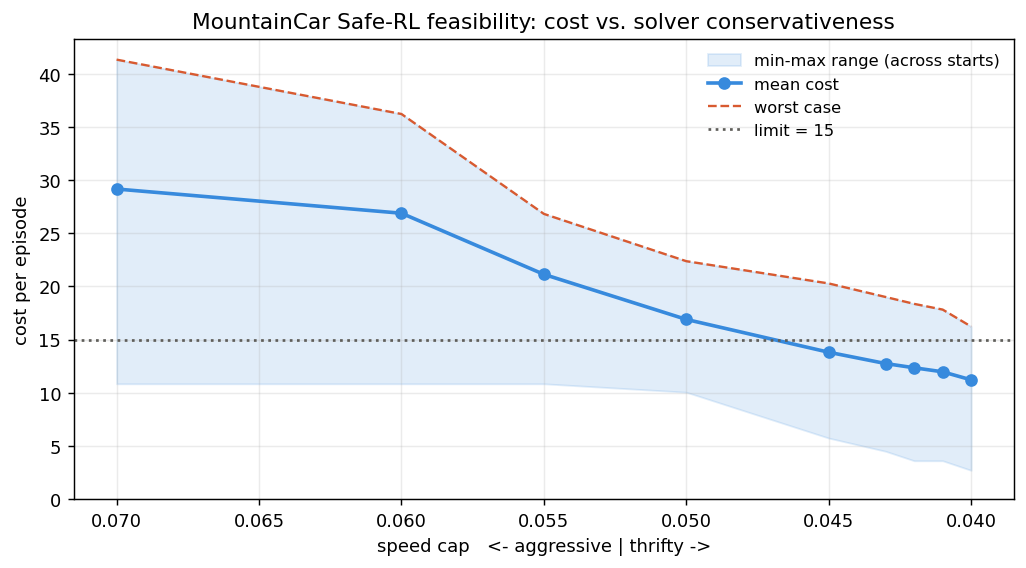 MountainCar Safe-RL feasibility: cost vs. solver conservativeness
min-max range (across starts)
mean cost
worst case
limit = 15
cost per episode
40
35
30
25
20
15
10
5
0
0.070 0.065 0.060 0.055 0.050 0.045 0.040
speed cap <- aggressive | thrifty ->